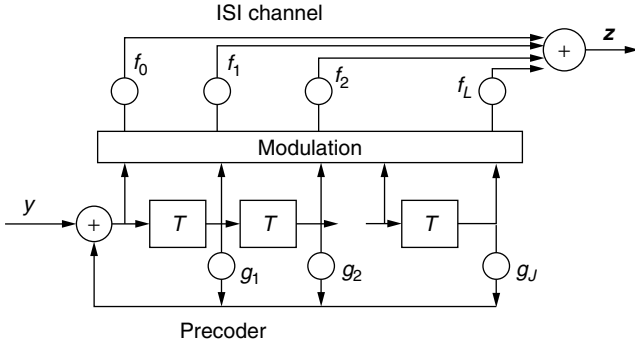 ISI channel
z
+
f0
f1
f2
fL
Modulation
y
+
T
T
T
g1
g2
gJ
Precoder